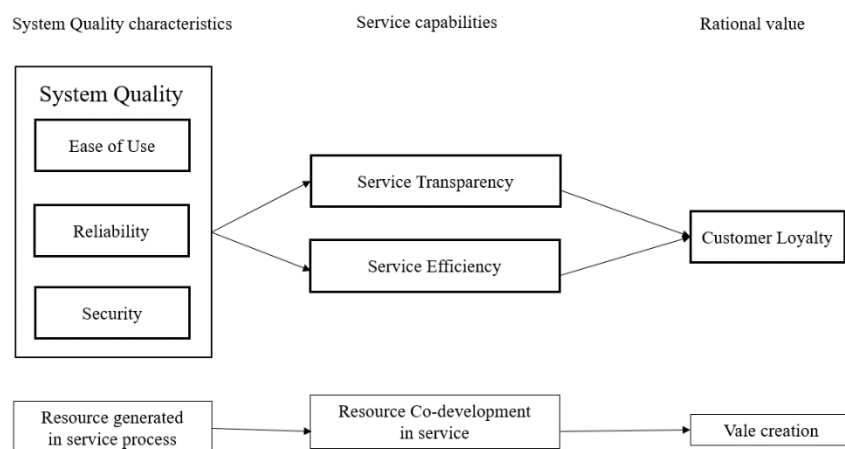 System Quality characteristics
Service capabilities
Rational value
System Quality
Ease of Use
Reliability
Security
Service Transparency
Service Efficiency
Customer Loyalty
Resource generated
in service process
Resource Co-development
in service
Vale creation